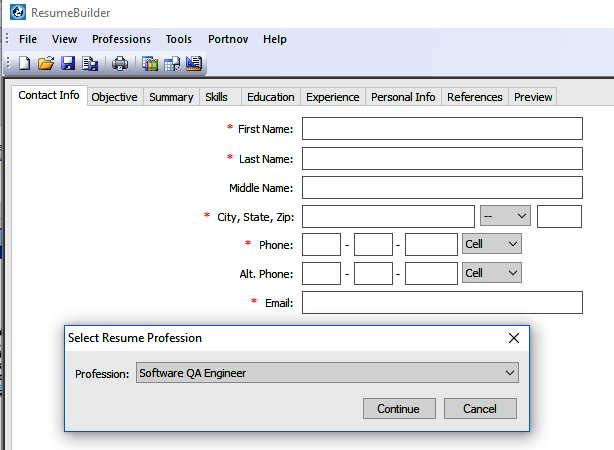 ResumeBuilder
File View Professions Tools Portnov Help
Contact Info Objective Summary Skills Education Experience Personal Info References Preview
* First Name:
* Last Name:
Middle Name:
* City, State, Zip: --
* Phone: - - Cell
Alt. Phone: - - Cell
* Email:
Select Resume Profession
Profession: Software QA Engineer
Continue Cancel